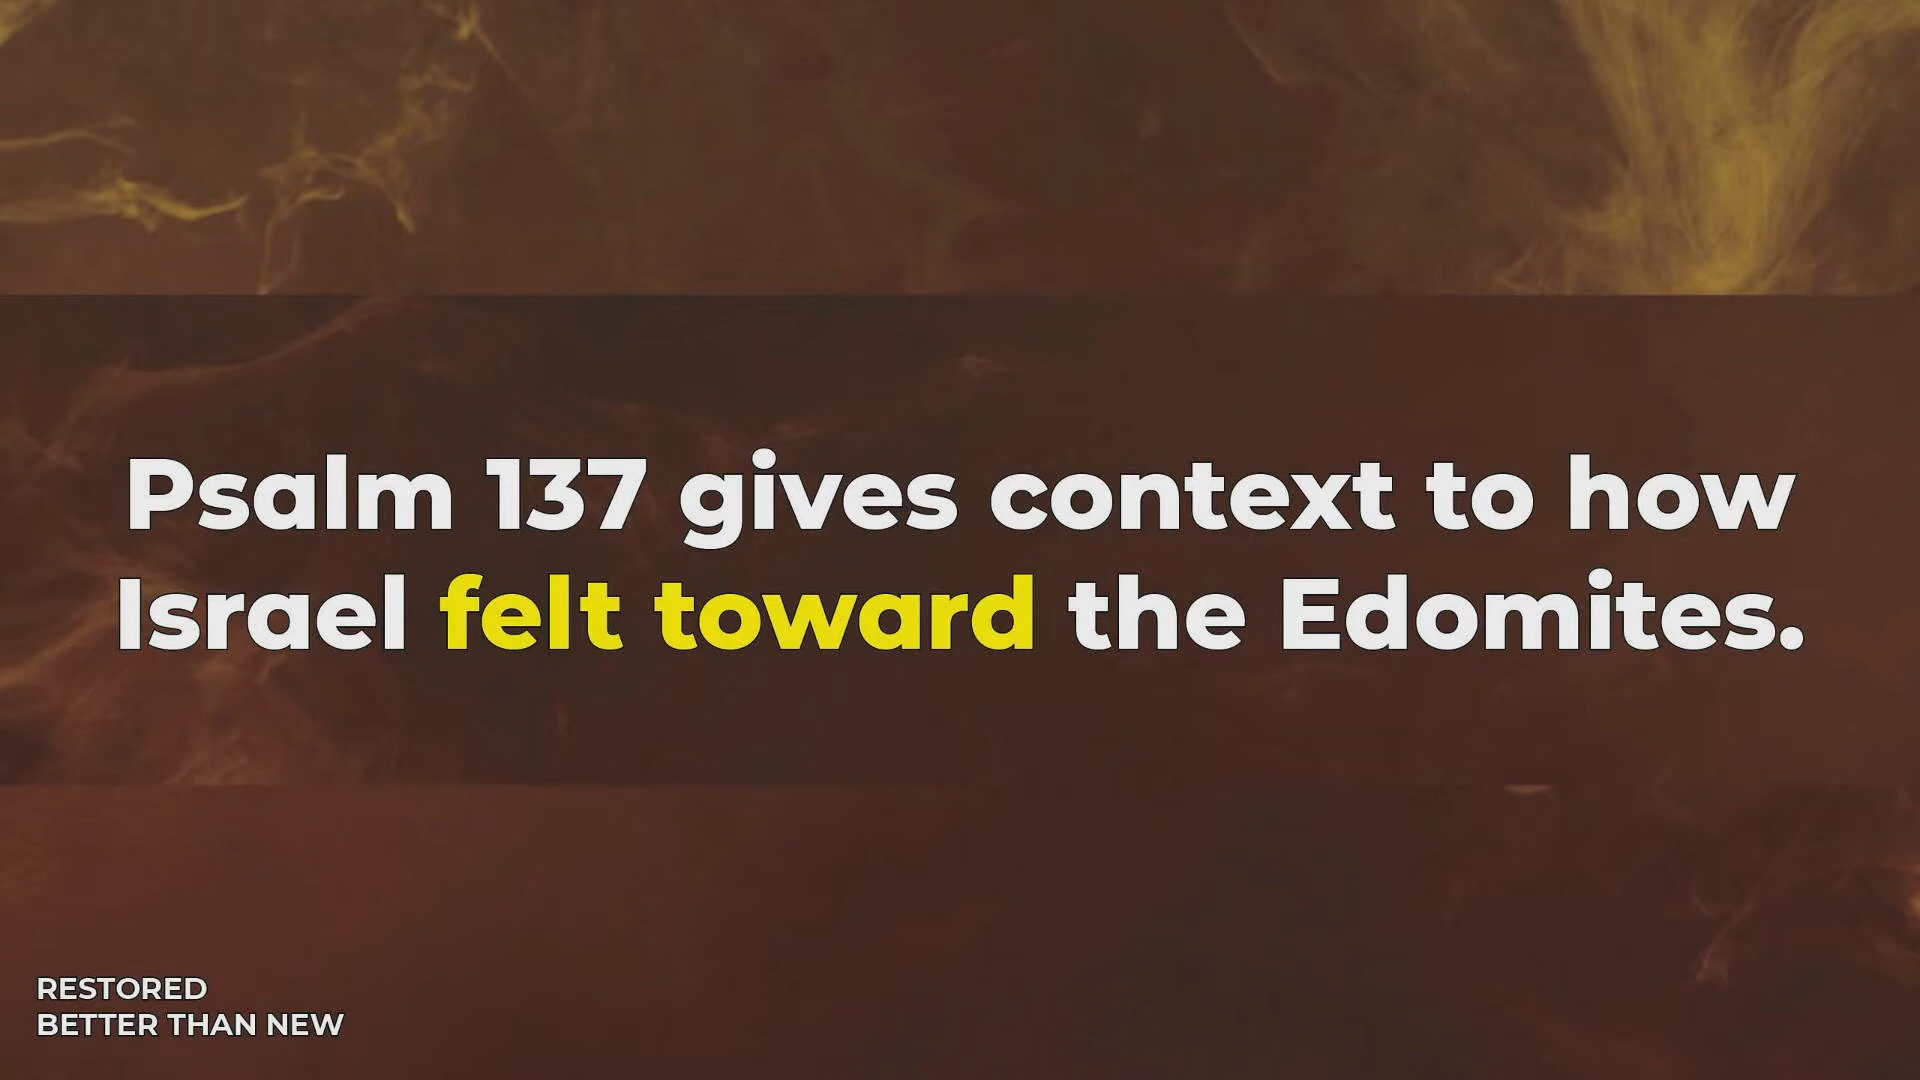 Psalm 137 gives context to how
Israel felt toward the Edomites.
RESTORED
BETTER THAN NEW